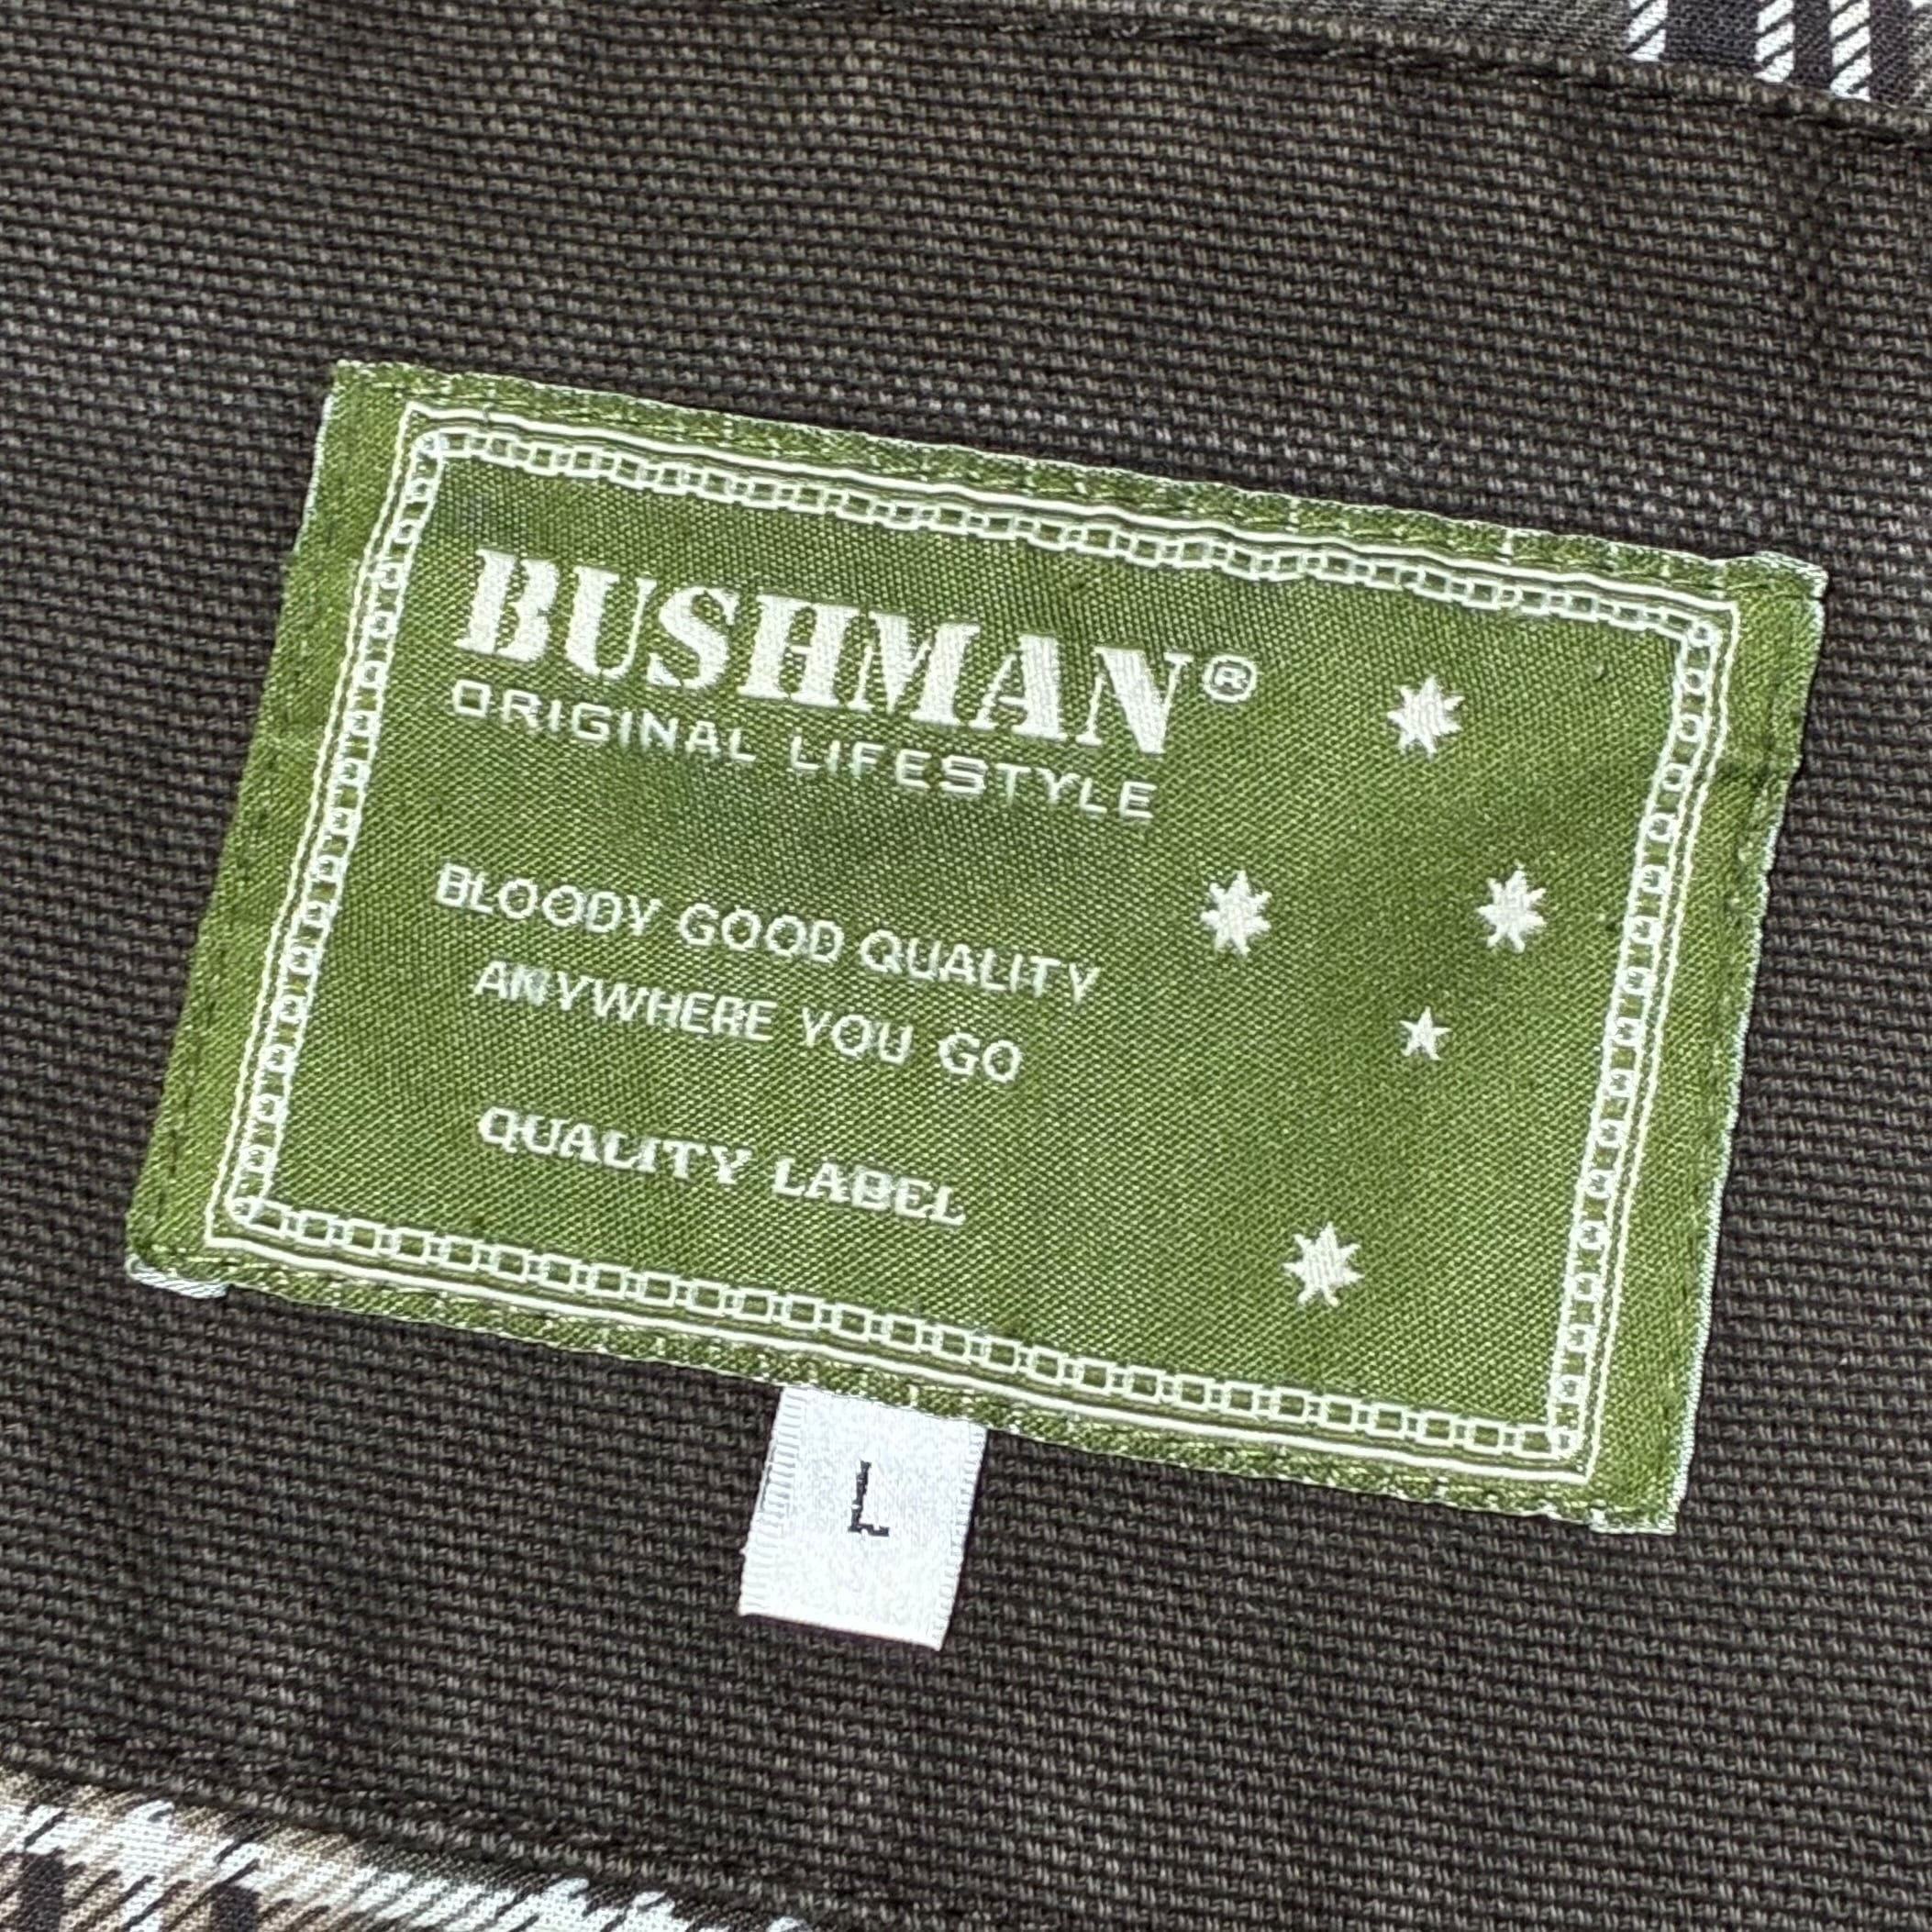 BUSHMAN®
ORIGINAL LIFESTYLE
BLOODY GOOD QUALITY
ANYWHERE YOU GO
QUALITY LABEL
L